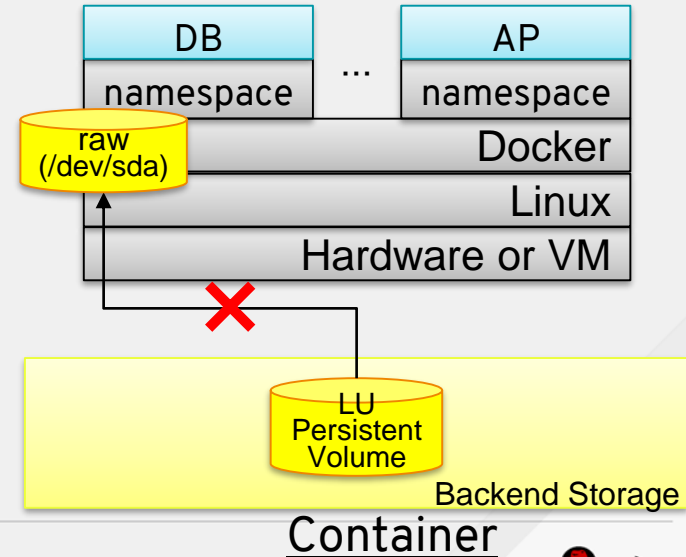 DB
AP
...
namespace
namespace
raw
(/dev/sda)
Docker
Linux
Hardware or VM
LU
Persistent
Volume
Backend Storage
Container